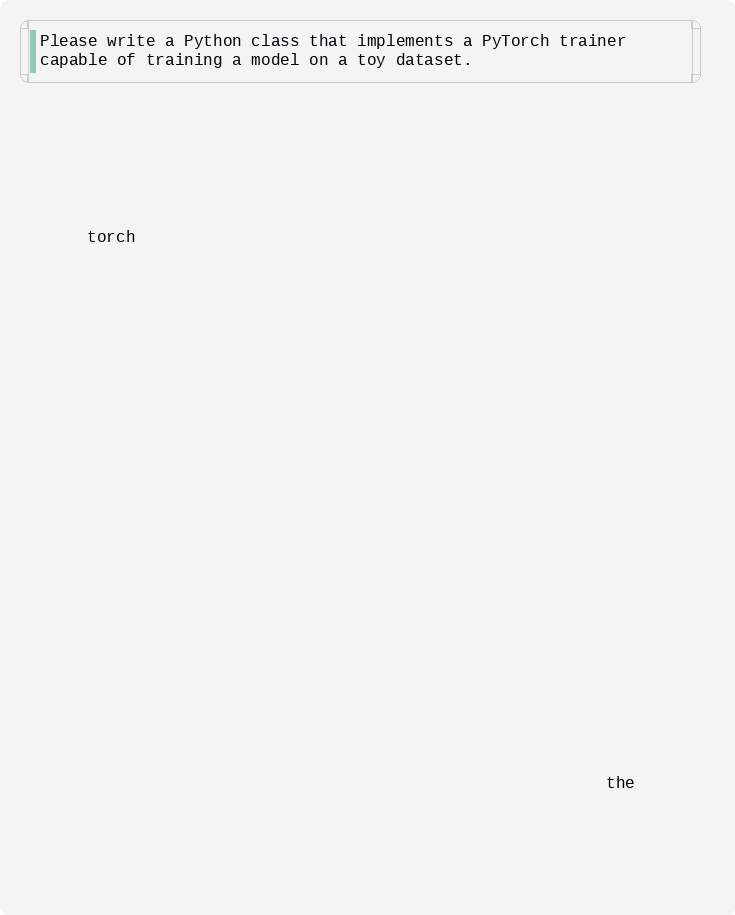 Please write a Python class that implements a PyTorch trainer
capable of training a model on a toy dataset.
torch
the